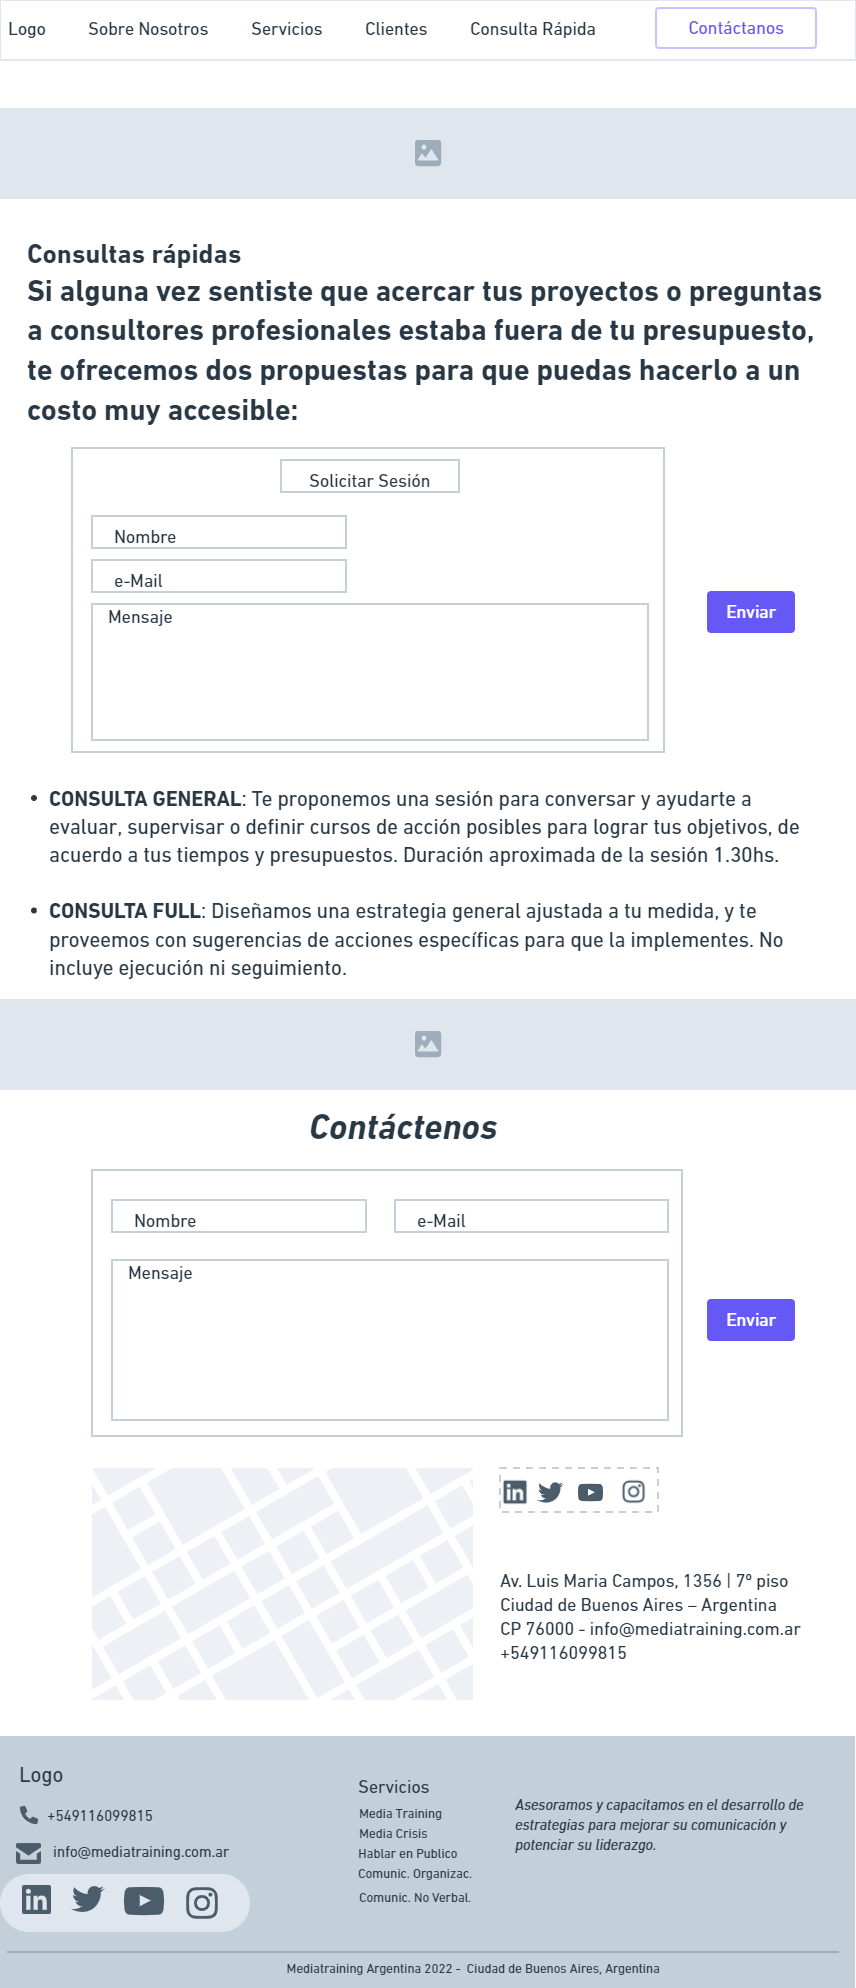 Logo
Sobre Nosotros
Servicios
Clientes
Consulta Rápida
Contáctanos
Consultas rápidas
Si alguna vez sentiste que acercar tus proyectos o preguntas
a consultores profesionales estaba fuera de tu presupuesto,
te ofrecemos dos propuestas para que puedas hacerlo a un
costo muy accesible:
Solicitar Sesión
Nombre
e-Mail
Mensaje
Enviar
• CONSULTA GENERAL: Te proponemos una sesión para conversar y ayudarte a
evaluar, supervisar o definir cursos de acción posibles para lograr tus objetivos, de
acuerdo a tus tiempos y presupuestos. Duración aproximada de la sesión 1.30hs.
• CONSULTA FULL: Diseñamos una estrategia general ajustada a tu medida, y te
proveemos con sugerencias de acciones específicas para que la implementes. No
incluye ejecución ni seguimiento.
Contáctenos
Nombre
e-Mail
Mensaje
Enviar
Av. Luis Maria Campos, 1356 | 7º piso
Ciudad de Buenos Aires – Argentina
CP 76000 - info@mediatraining.com.ar
+549116099815
Logo
+549116099815
info@mediatraining.com.ar
Servicios
Media Training
Media Crisis
Hablar en Publico
Comunic. Organizac.
Comunic. No Verbal.
Asesoramos y capacitamos en el desarrollo de
estrategias para mejorar su comunicación y
potenciar su liderazgo.
Mediatraining Argentina 2022 - Ciudad de Buenos Aires, Argentina